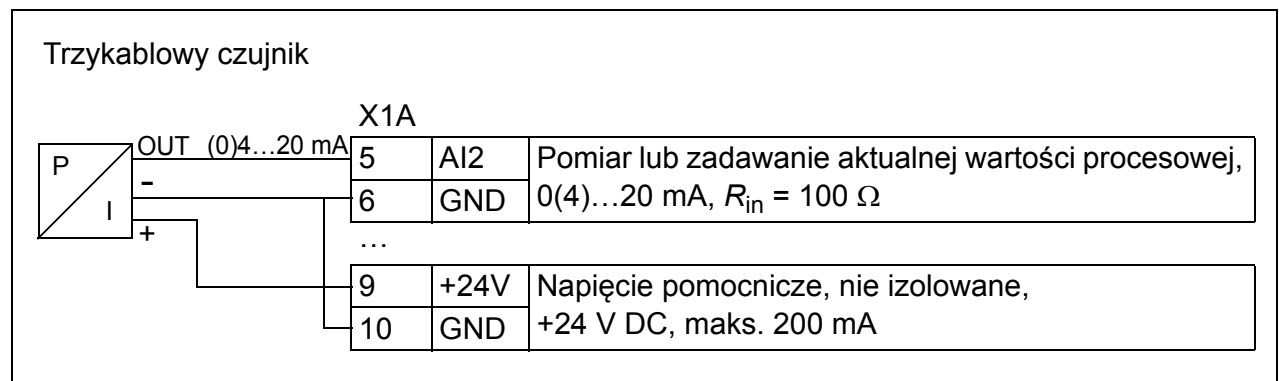 Trzykablowy czujnik
X1A
OUT (0)4…20 mA
P
I
-
+
5 AI2 Pomiar lub zadawanie aktualnej wartości procesowej,
6 GND 0(4)…20 mA, Rin = 100 Ω
…
9 +24V Napięcie pomocnicze, nie izolowane,
10 GND +24 V DC, maks. 200 mA